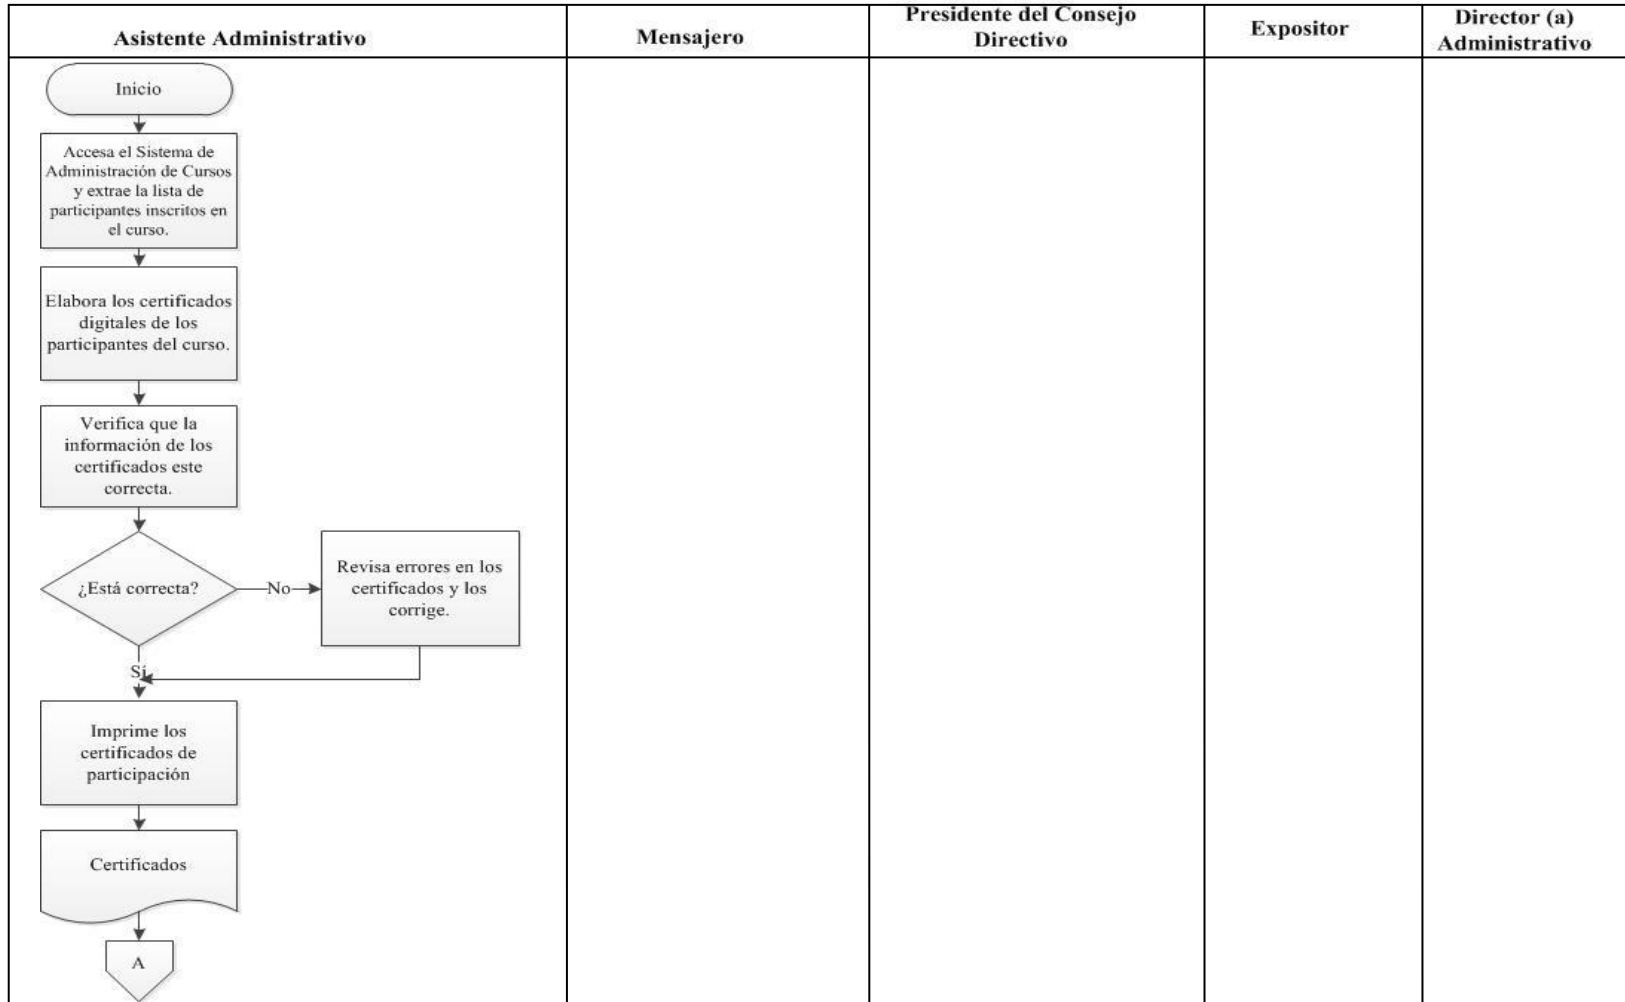 Asistente Administrativo
Mensajero
Presidente del Consejo
Directivo
Expositor
Director (a)
Administrativo
Inicio
Accesa el Sistema de
Administración de Cursos
y extrae la lista de
participantes inscritos en
el curso.
Elabora los certificados
digitales de los
participantes del curso.
Verifica que la
información de los
certificados este
correcta.
¿Está correcta?
No
Revisa errores en los
certificados y los
corrige.
Sí
Imprime los
certificados de
participación
Certificados
A